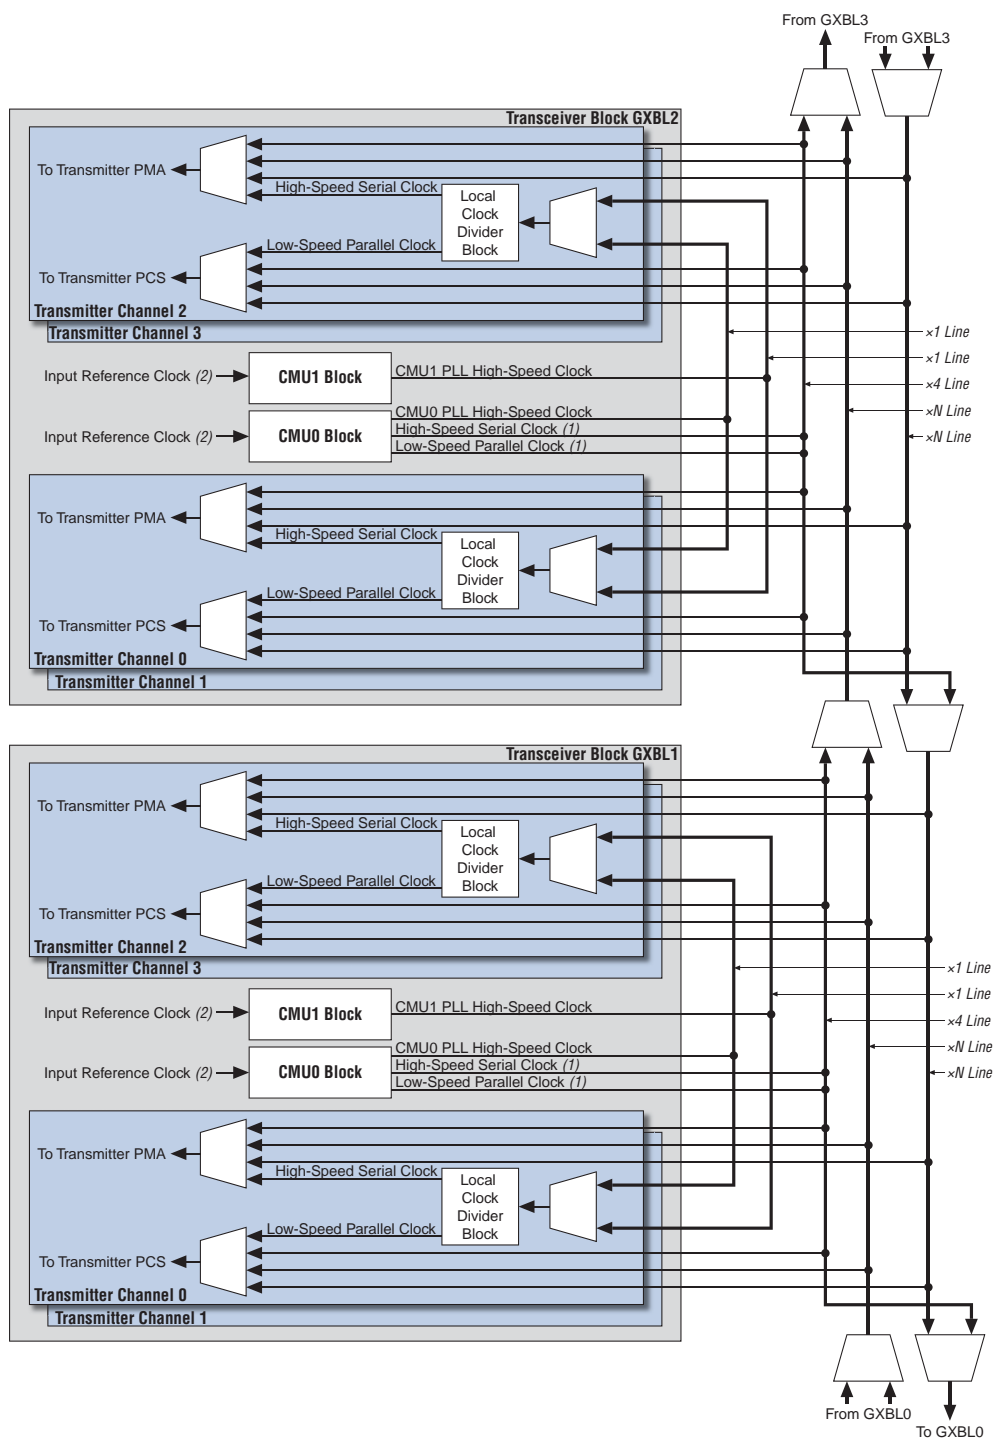 From GXBL3
From GXBL3
Transceiver Block GXBL2
To Transmitter PMA
High-Speed Serial Clock
Local
Clock
Divider
Block
Low-Speed Parallel Clock
To Transmitter PCS
Transmitter Channel 2
Transmitter Channel 3
×1 Line
×1 Line
×4 Line
×N Line
×N Line
Input Reference Clock (2)
CMU1 Block
CMU1 PLL High-Speed Clock
Input Reference Clock (2)
CMU0 Block
CMU0 PLL High-Speed Clock
High-Speed Serial Clock (1)
Low-Speed Parallel Clock (1)
To Transmitter PMA
High-Speed Serial Clock
Local
Clock
Divider
Block
Low-Speed Parallel Clock
To Transmitter PCS
Transmitter Channel 0
Transmitter Channel 1
Transceiver Block GXBL1
To Transmitter PMA
High-Speed Serial Clock
Local
Clock
Divider
Block
Low-Speed Parallel Clock
To Transmitter PCS
Transmitter Channel 2
Transmitter Channel 3
×1 Line
×1 Line
×4 Line
×N Line
×N Line
Input Reference Clock (2)
CMU1 Block
CMU1 PLL High-Speed Clock
Input Reference Clock (2)
CMU0 Block
CMU0 PLL High-Speed Clock
High-Speed Serial Clock (1)
Low-Speed Parallel Clock (1)
To Transmitter PMA
High-Speed Serial Clock
Local
Clock
Divider
Block
Low-Speed Parallel Clock
To Transmitter PCS
Transmitter Channel 0
Transmitter Channel 1
From GXBL0
To GXBL0